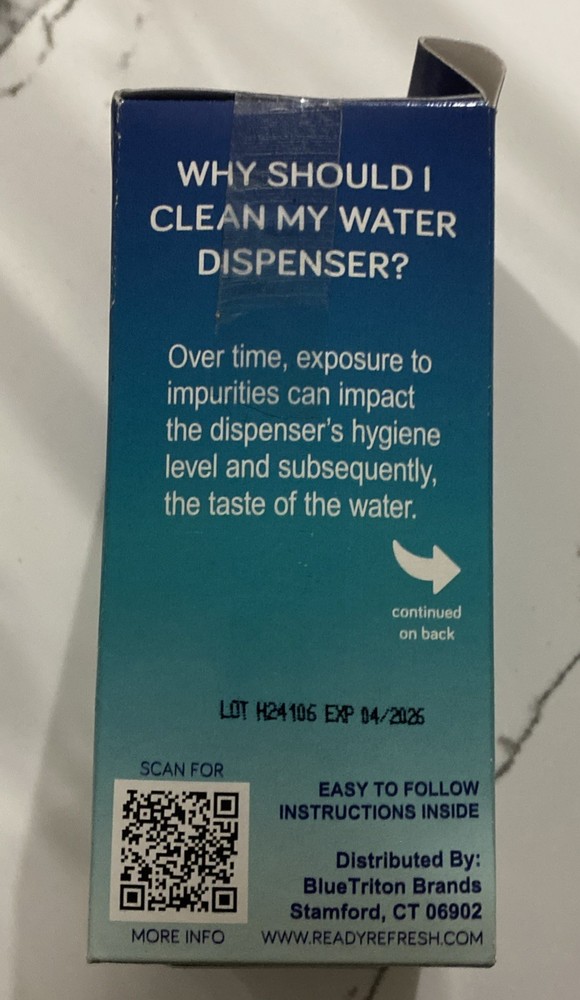 WHY SHOULD I
CLEAN MY WATER
DISPENSER?
Over time, exposure to
impurities can impact
the dispenser's hygiene
level and subsequently,
the taste of the water.
continued
on back
LOT H24106 EXP 04/2026
SCAN FOR
MORE INFO
EASY TO FOLLOW
INSTRUCTIONS INSIDE
Distributed By:
BlueTriton Brands
Stamford, CT 06902
WWW.READYREFRESH.COM